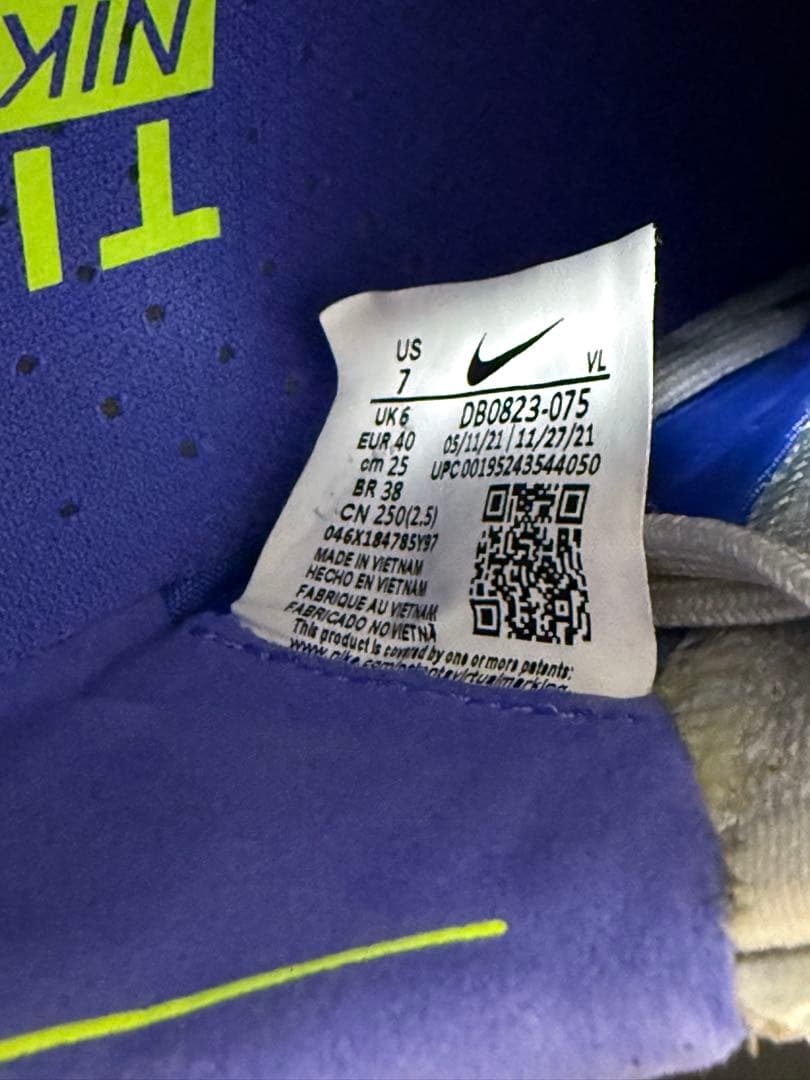 NIK
TI
US
7
VL
UK 6
EUR 40
cm 25
BR 38
CN 250(2.5)
DB0823-075
05/11/21 | 11/27/21
UPC 00195243544050
046X184785Y97
MADE IN VIETNAM
HECHO EN VIETNAM
FABRIQUE AU VIETNAM
FABRICADO NO VIETNA
This product is covered by one or more patents: